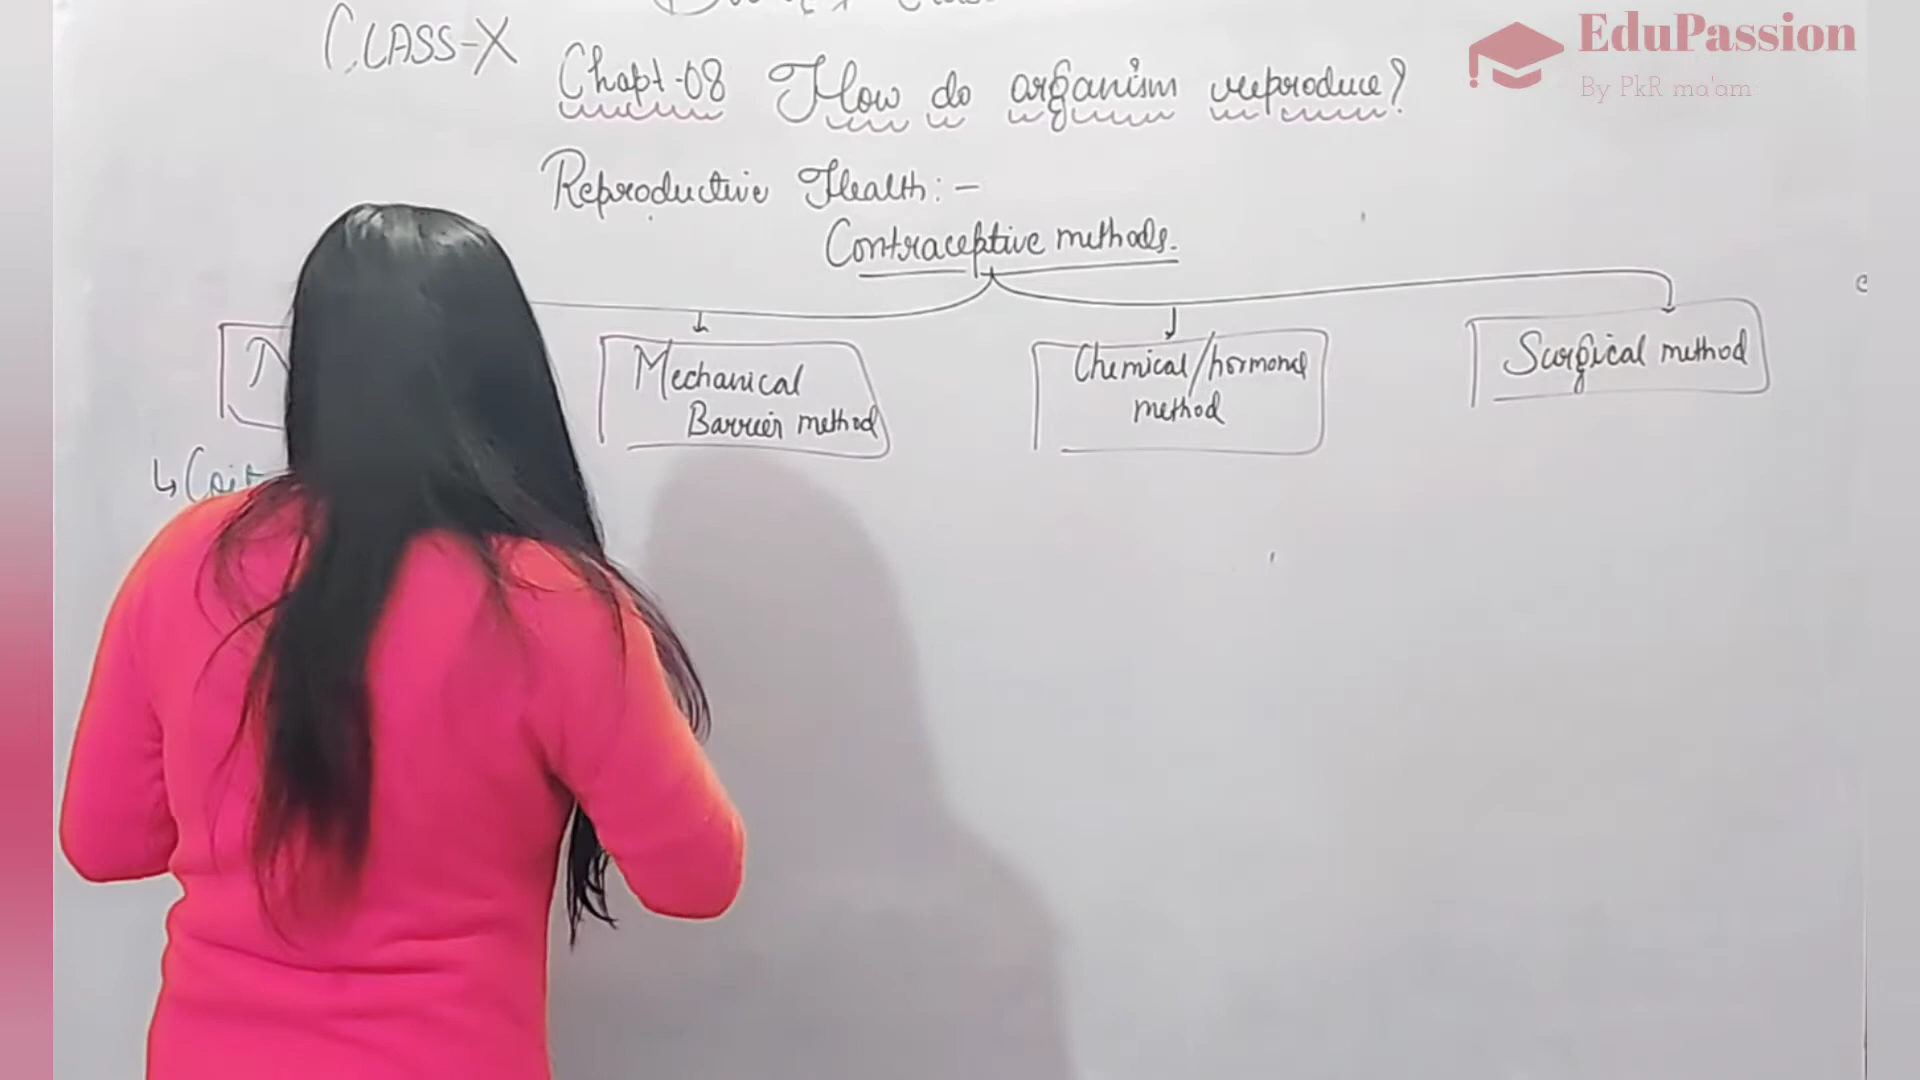 CLASS-X
EduPassion
By PkR ma'am
Chapt-08 How do organism reproduce?
Reproductive Health:-
Contraceptive methods.
Mechanical
Barrier method
Chemical/hormonal
method
Surgical method